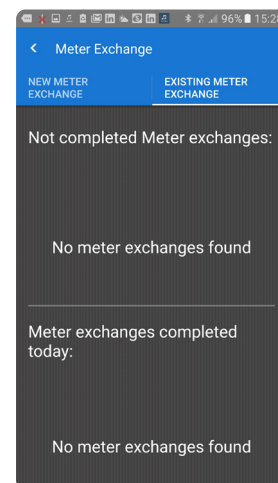 96% 15:28
Meter Exchange
NEW METER
EXCHANGE
EXISTING METER
EXCHANGE
Not completed Meter exchanges:
No meter exchanges found
Meter exchanges completed
today:
No meter exchanges found